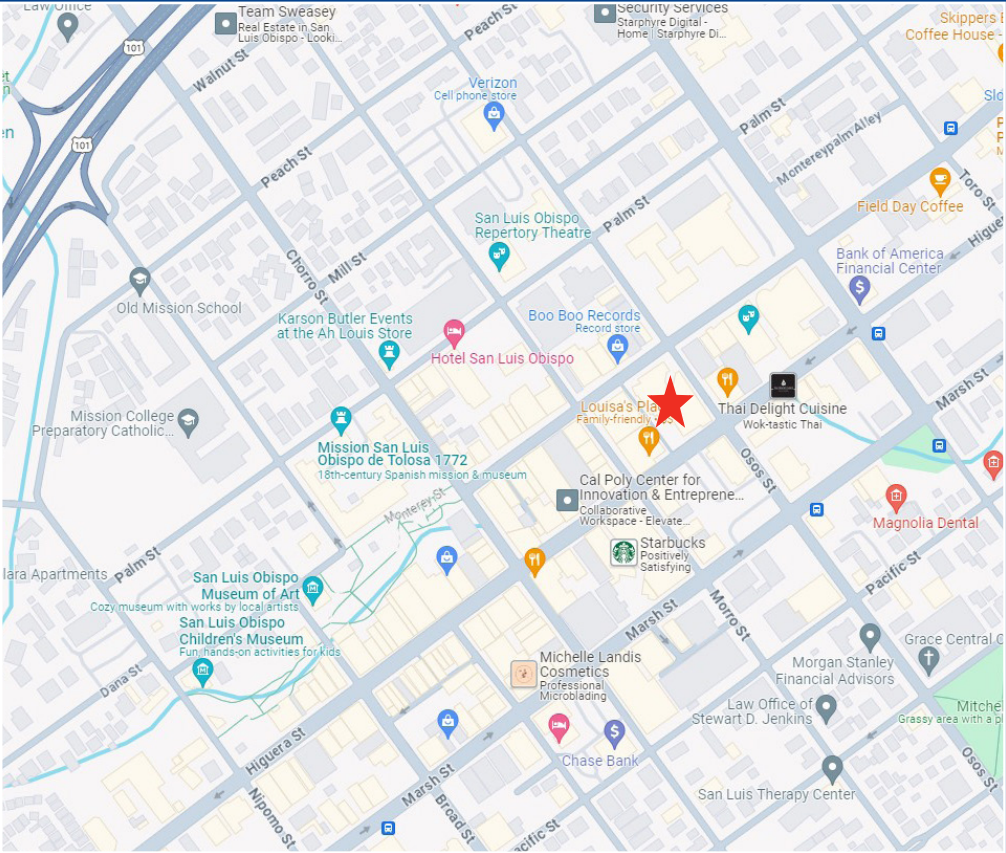 Law Office
Team Sweasey
Real Estate in San
Luis Obispo - Looki...
Peach St
Security Services
Starphyre Digital -
Home | Starphyre Di...
Skippers
Coffee House -
101
Walnut St
Verizon
Cell phone store
Palm St
Montereypalm Alley
101
Peach St
Toro St
Field Day Coffee
San Luis Obispo
Repertory Theatre
Palm St
Higue
Bank of America
Financial Center
Chorro St
Mill St
Old Mission School
Karson Butler Events
at the Ah Louis Store
Boo Boo Records
Record store
Hotel San Luis Obispo
Marsh St
Louisa's Pla
Family-friendly
Thai Delight Cuisine
Wok-tastic Thai
Mission College
Preparatory Catholic...
Mission San Luis
Obispo de Tolosa 1772
18th-century Spanish mission & museum
Osos St
Cal Poly Center for
Innovation & Entreprene...
Collaborative
Workspace - Elevate...
Monterey St
Magnolia Dental
Starbucks
Positively
Satisfying
Palm St
lara Apartments
Pacific St
San Luis Obispo
Museum of Art
Cozy museum with works by local artists
San Luis Obispo
Children's Museum
Fun, hands-on activities for kids
Marsh St
Morro St
Grace Central C
Michelle Landis
Cosmetics
Professional
Microblading
Morgan Stanley
Financial Advisors
Dana St
Law Office of
Stewart D. Jenkins
Mitche
Grassy area with a p
Higuera St
Chase Bank
Osos St
Marsh St
San Luis Therapy Center
Nipomo St
Broad St
Pacific St